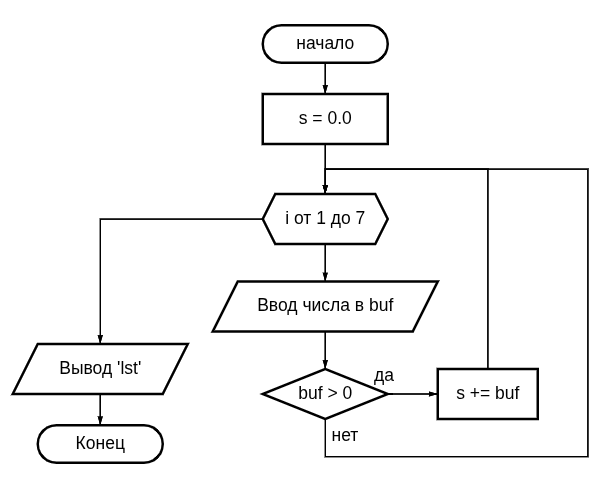 начало
s = 0.0
i от 1 до 7
Ввод числа в buf
Вывод 'lst'
да
buf > 0
s += buf
нет
Конец